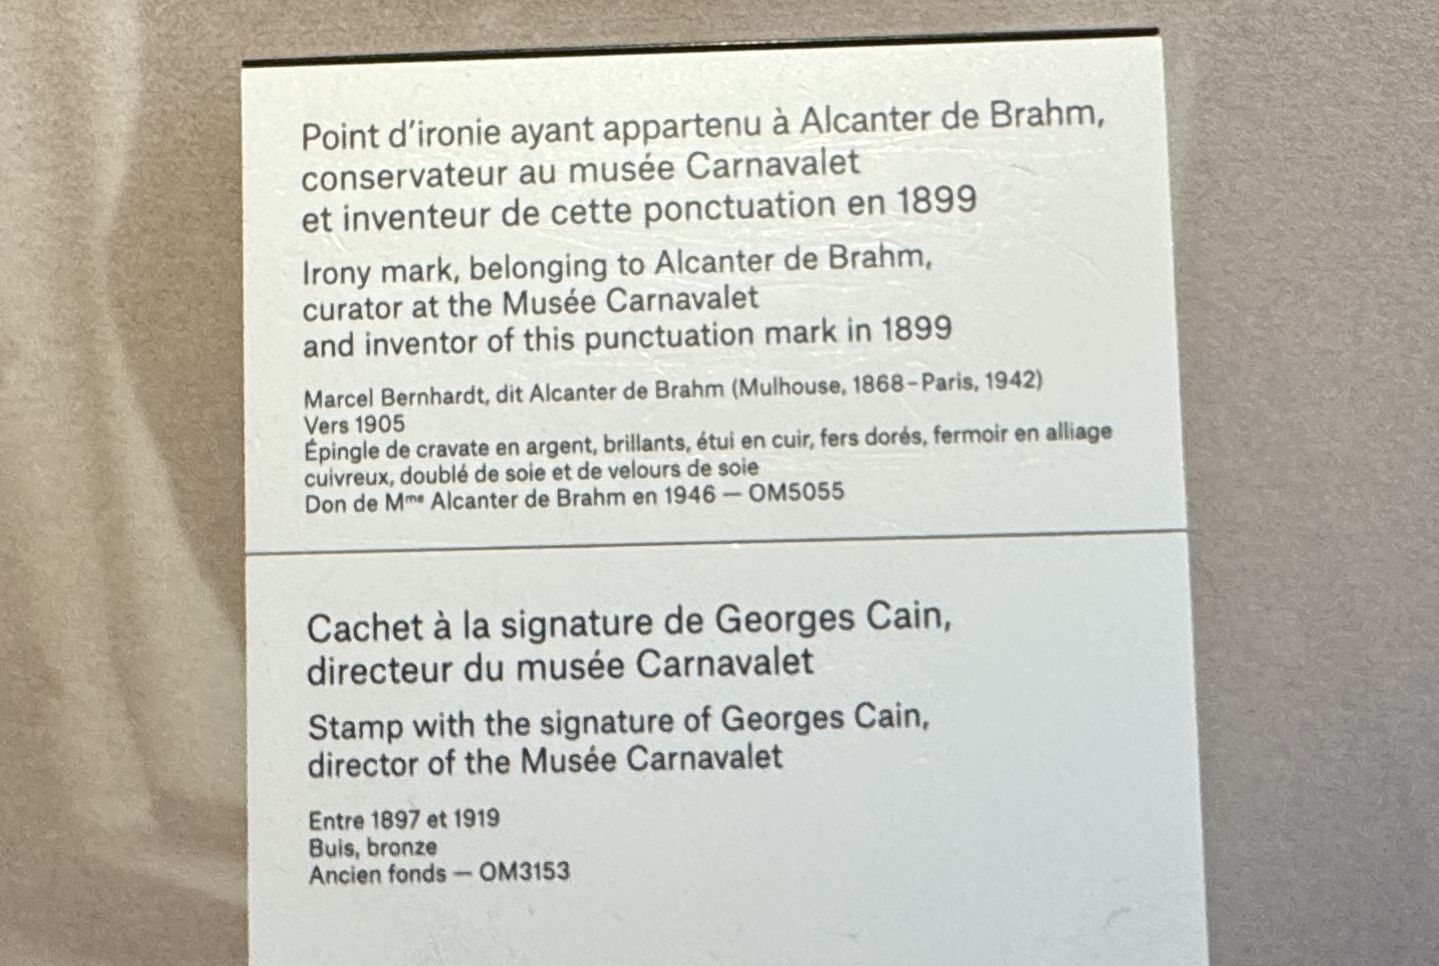 Point d'ironie ayant appartenu à Alcanter de Brahm,
conservateur au musée Carnavalet
et inventeur de cette ponctuation en 1899
Irony mark, belonging to Alcanter de Brahm,
curator at the Musée Carnavalet
and inventor of this punctuation mark in 1899
Marcel Bernhardt, dit Alcanter de Brahm (Mulhouse, 1868–Paris, 1942)
Vers 1905
Épingle de cravate en argent, brillants, étui en cuir, fers dorés, fermoir en alliage
cuivreux, doublé de soie et de velours de soie
Don de Mᵐᵉ Alcanter de Brahm en 1946 — OM5055
Cachet à la signature de Georges Cain,
directeur du musée Carnavalet
Stamp with the signature of Georges Cain,
director of the Musée Carnavalet
Entre 1897 et 1919
Buis, bronze
Ancien fonds — OM3153